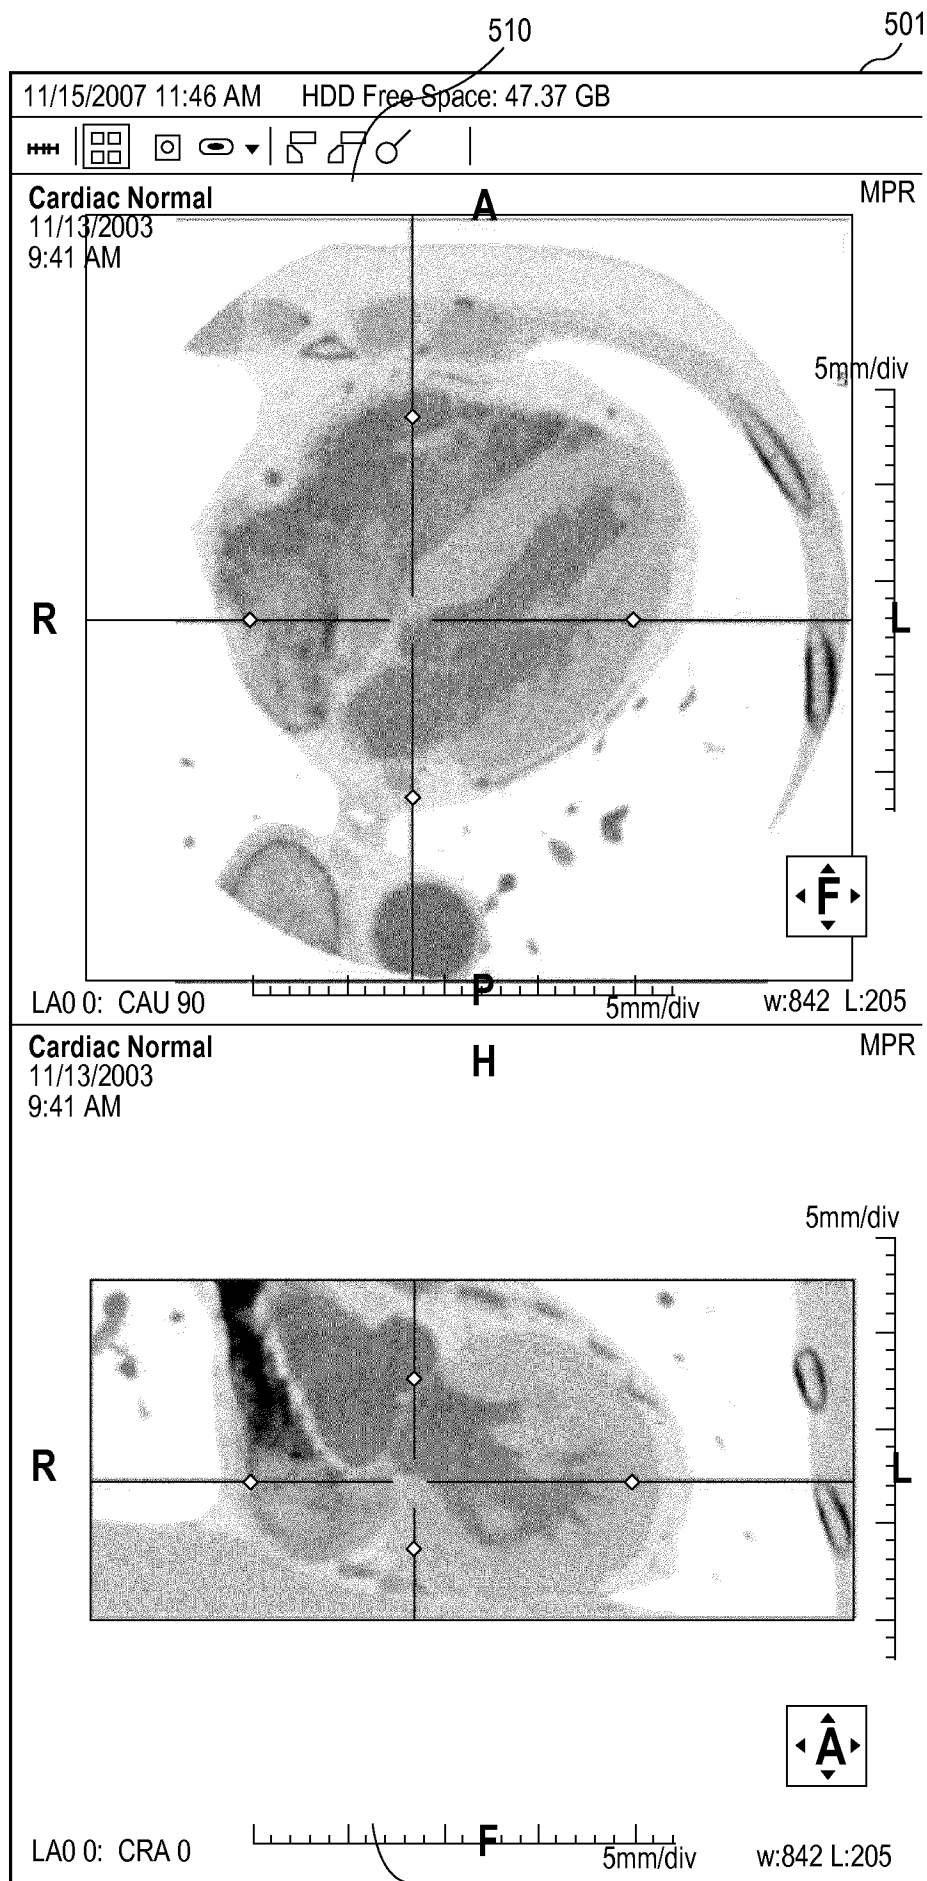 510
501
11/15/2007 11:46 AM HDD Free Space: 47.37 GB
Cardiac Normal
A
MPR
11/13/2003
9:41 AM
5mm/div
R
L
F
P
LA0 0: CAU 90
5mm/div
w:842 L:205
Cardiac Normal
H
MPR
11/13/2003
9:41 AM
5mm/div
R
L
A
F
LA0 0: CRA 0
5mm/div
w:842 L:205